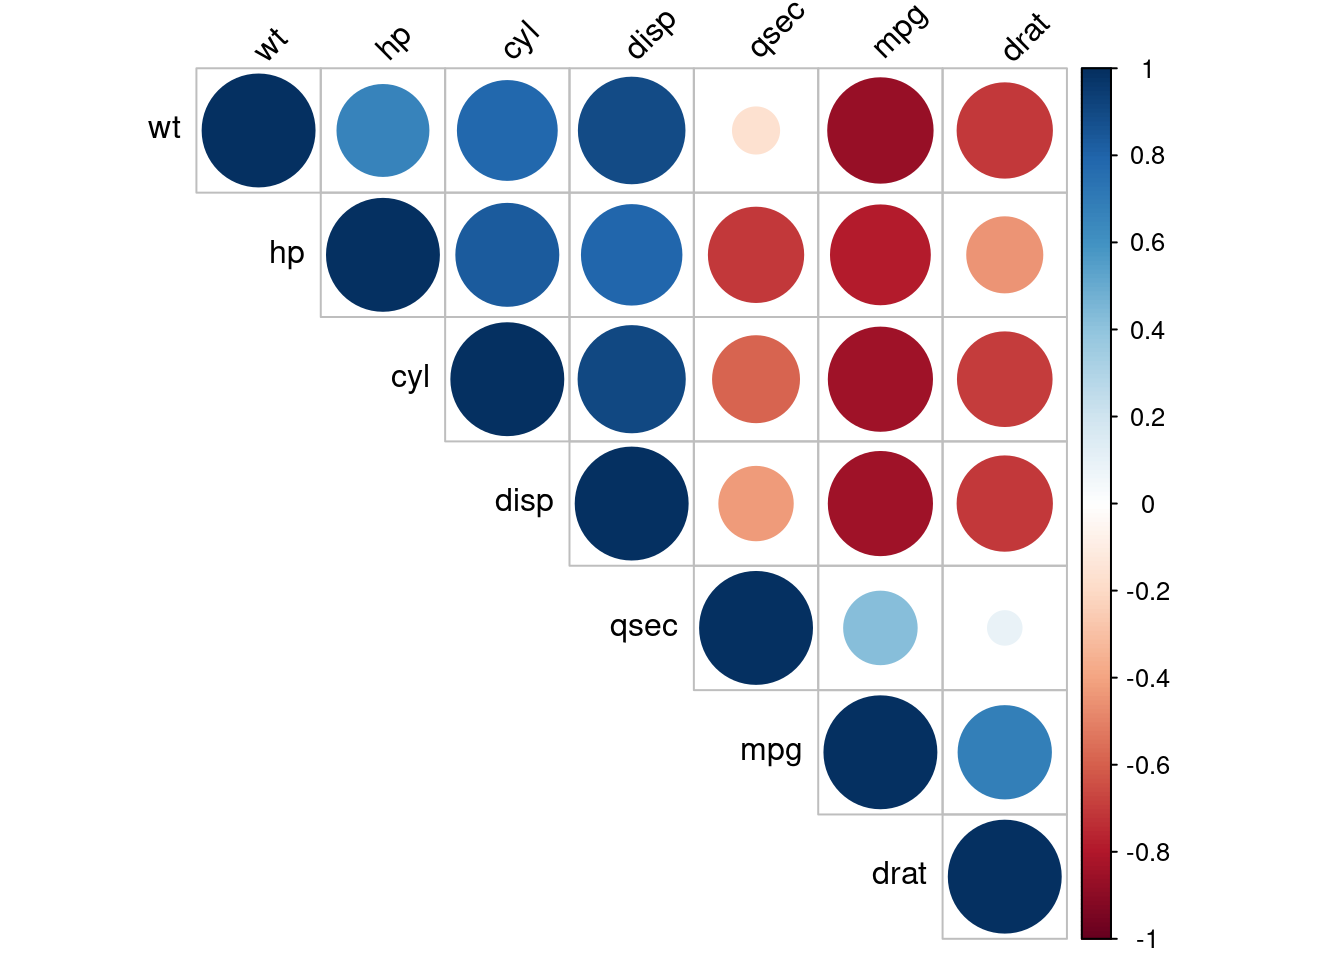 wt hp cyl disp qsec mpg drat
wt
hp
cyl
disp
qsec
mpg
drat
1
0.8
0.6
0.4
0.2
0
-0.2
-0.4
-0.6
-0.8
-1